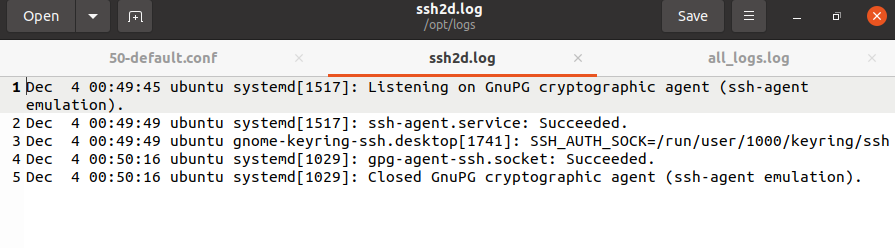 Open
ssh2d.log
/opt/logs
Save
50-default.conf
ssh2d.log
all_logs.log
1 Dec  4 00:49:45 ubuntu systemd[1517]: Listening on GnuPG cryptographic agent (ssh-agent
emulation).
2 Dec  4 00:49:49 ubuntu systemd[1517]: ssh-agent.service: Succeeded.
3 Dec  4 00:49:49 ubuntu gnome-keyring-ssh.desktop[1741]: SSH_AUTH_SOCK=/run/user/1000/keyring/ssh
4 Dec  4 00:50:16 ubuntu systemd[1029]: gpg-agent-ssh.socket: Succeeded.
5 Dec  4 00:50:16 ubuntu systemd[1029]: Closed GnuPG cryptographic agent (ssh-agent emulation).